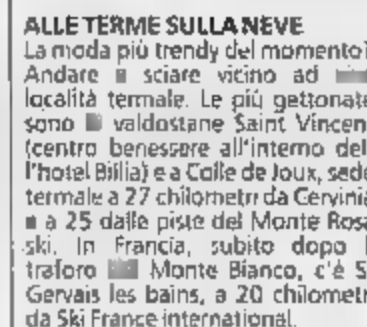 ALLE TERME SULLA NEVE
La moda più trendy del momento?
Andare a sciare vicino ad
località termale. Le più gettonate
sono valdostane Saint Vincen
(centro benessere all'interno del
l'hotel Billia) e a Colle de Joux, sede
termale a 27 chilometri da Cervinia
a 25 dalle piste del Monte Rosa
ski. In Francia, subito dopo
traforo Monte Bianco, c'è S
Gervais les bains, a 20 chilometr
da Ski France international.